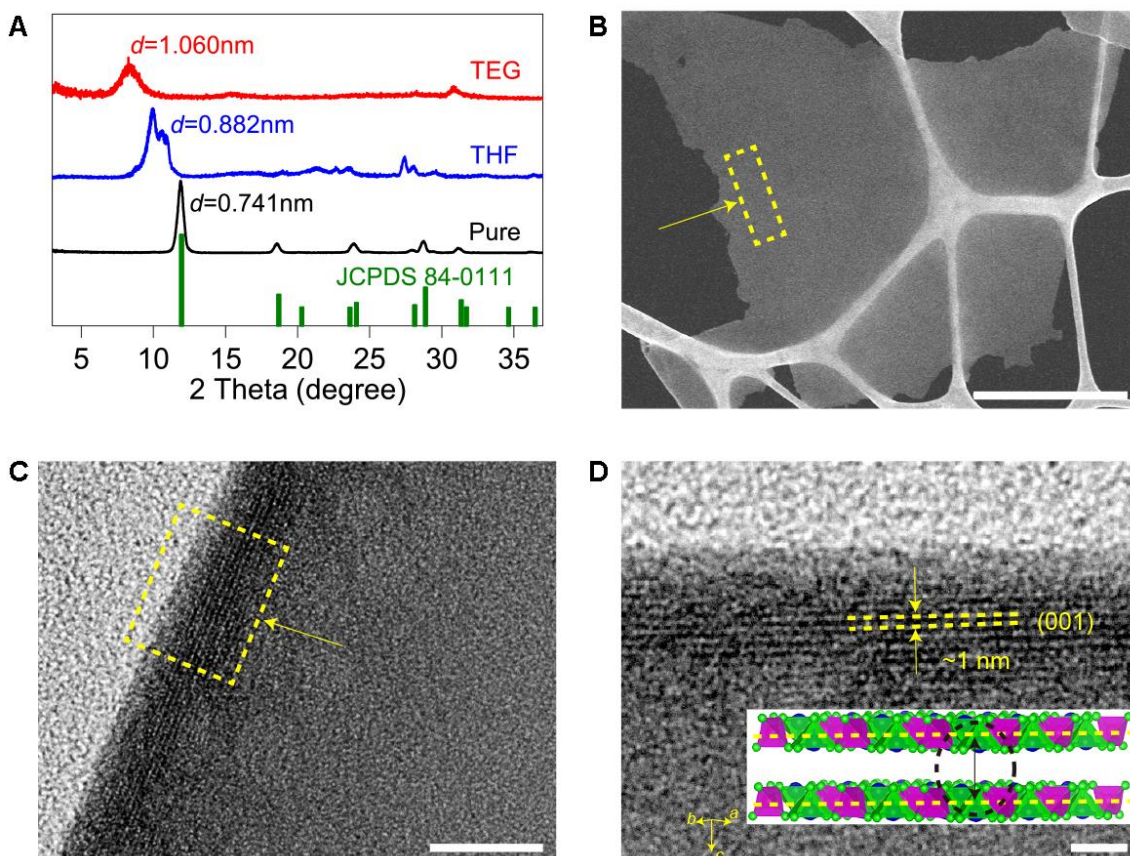 A
d=1.060nm
TEG
d=0.882nm
THF
d=0.741nm
Pure
JCPDS 84-0111
5 10 15 20 25 30 35
2 Theta (degree)
B
C
D
(001)
~1 nm
b a
c